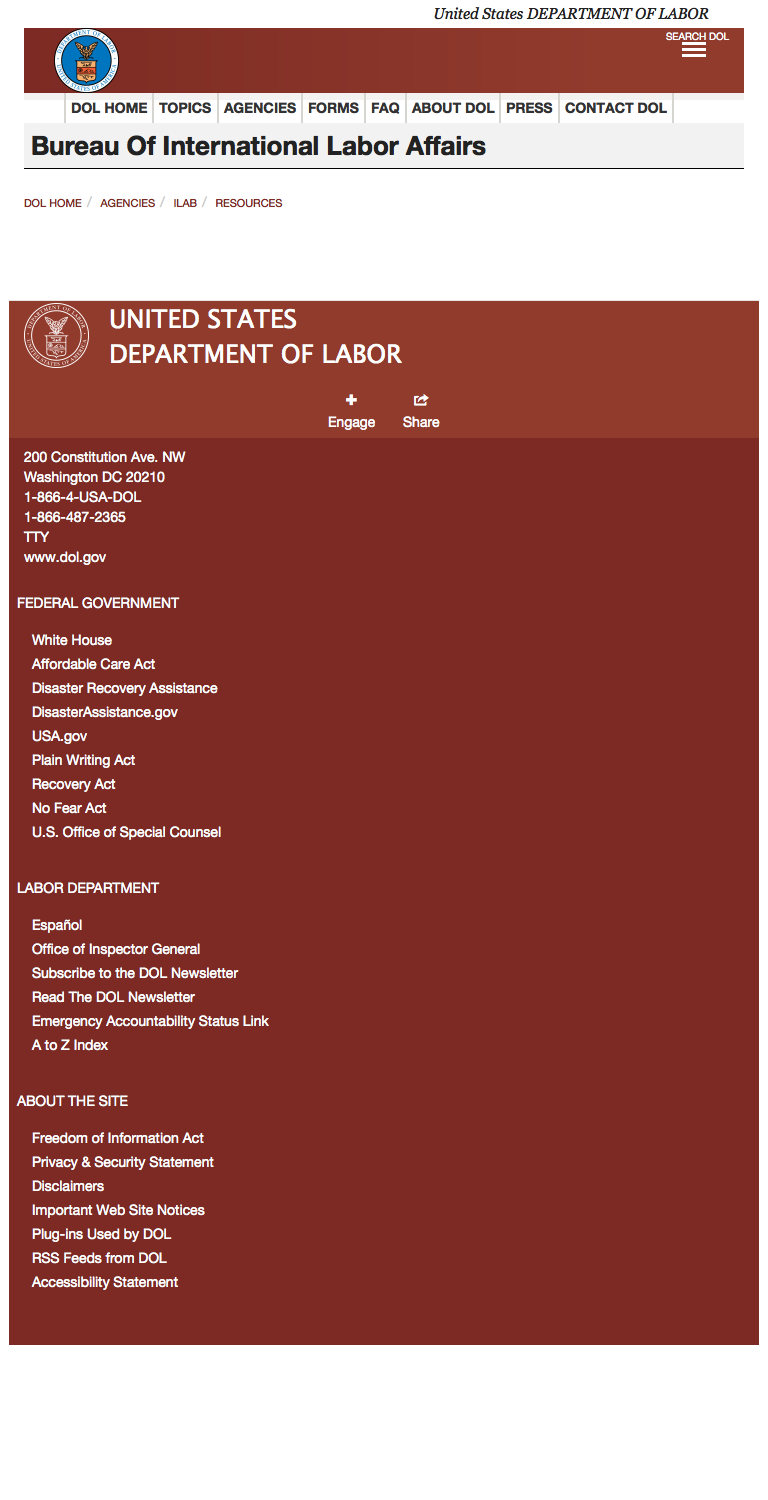 United States DEPARTMENT OF LABOR
SEARCH DOL
DOL HOME TOPICS AGENCIES FORMS FAQ ABOUT DOL PRESS CONTACT DOL
Bureau Of International Labor Affairs
DOL HOME / AGENCIES / ILAB / RESOURCES
UNITED STATES
DEPARTMENT OF LABOR
Engage Share
200 Constitution Ave. NW
Washington DC 20210
1-866-4-USA-DOL
1-866-487-2365
TTY
www.dol.gov
FEDERAL GOVERNMENT
White House
Affordable Care Act
Disaster Recovery Assistance
DisasterAssistance.gov
USA.gov
Plain Writing Act
Recovery Act
No Fear Act
U.S. Office of Special Counsel
LABOR DEPARTMENT
Español
Office of Inspector General
Subscribe to the DOL Newsletter
Read The DOL Newsletter
Emergency Accountability Status Link
A to Z Index
ABOUT THE SITE
Freedom of Information Act
Privacy & Security Statement
Disclaimers
Important Web Site Notices
Plug-ins Used by DOL
RSS Feeds from DOL
Accessibility Statement